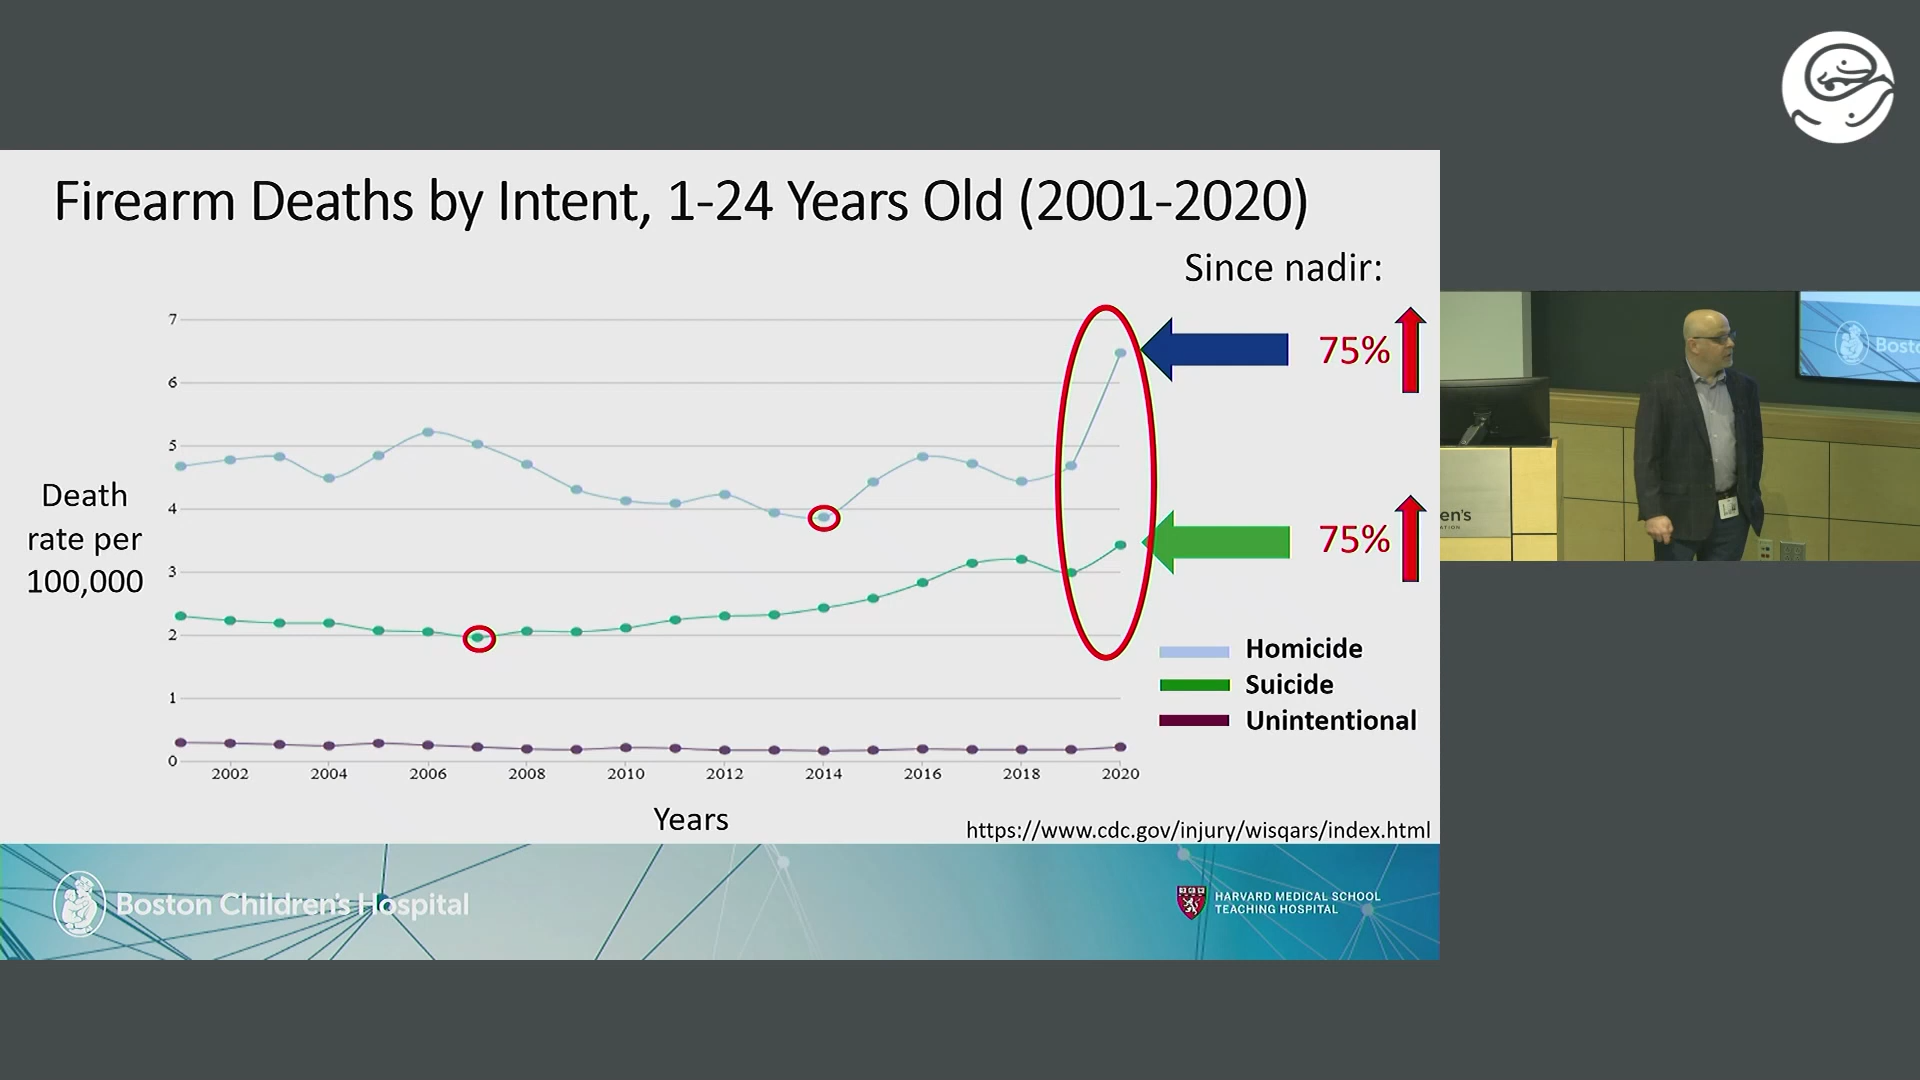 Firearm Deaths by Intent, 1-24 Years Old (2001-2020)
Since nadir:
7
6
5
4
3
2
1
0
Death
rate per
100,000
75%
75%
Homicide
Suicide
Unintentional
2002 2004 2006 2008 2010 2012 2014 2016 2018 2020
Years
https://www.cdc.gov/injury/wisqars/index.html
Boston Children's Hospital
HARVARD MEDICAL SCHOOL
TEACHING HOSPITAL
Bost
en's